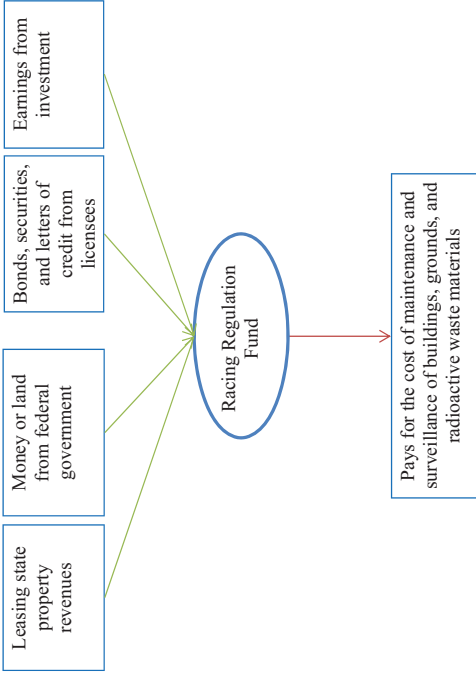 Leasing state
property
revenues
Money or land
from federal
government
Bonds, securities,
and letters of
credit from
licensees
Earnings from
investment
Racing Regulation
Fund
Pays for the cost of maintenance and
surveillance of buildings, grounds, and
radioactive waste materials